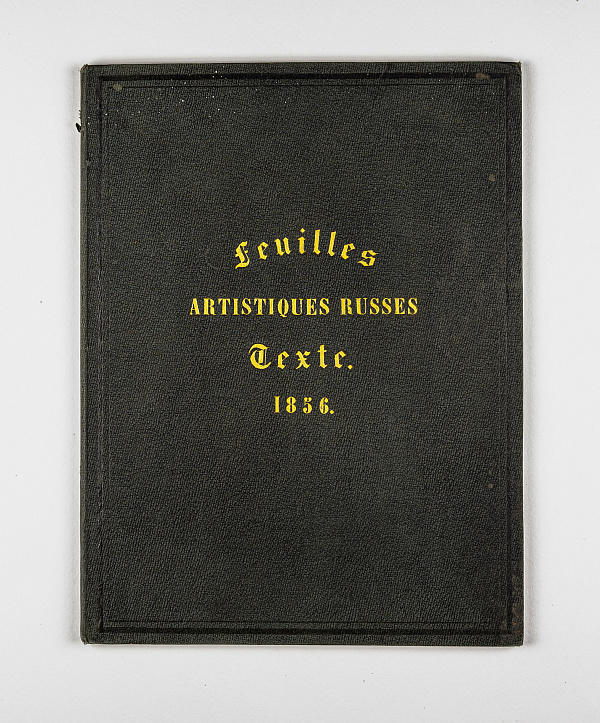 Feuilles
ARTISTIQUES RUSSES
Texte.
1856.